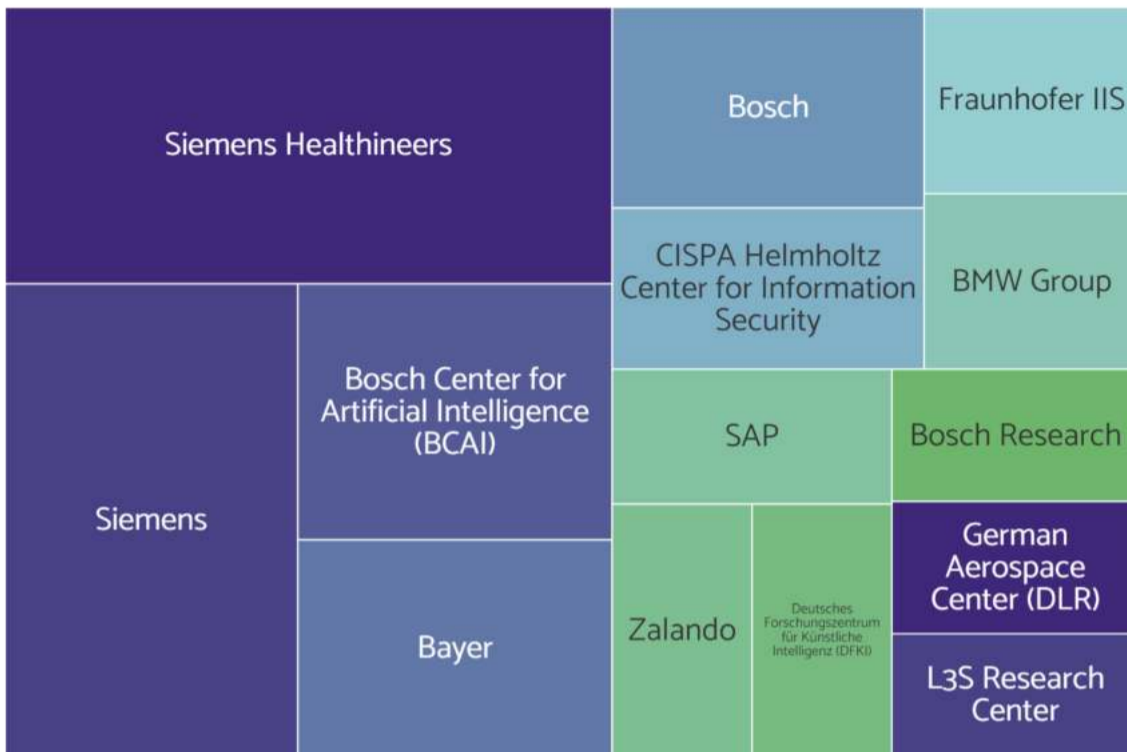 Siemens Healthineers
Siemens
Bosch Center for
Artificial Intelligence
(BCAI)
Bayer
Bosch
CISPA Helmholtz
Center for Information
Security
Fraunhofer IIS
BMW Group
SAP
Bosch Research
Zalando
Deutsches
Forschungszentrum
für Künstliche
Intelligenz (DFKI)
German
Aerospace
Center (DLR)
L3S Research
Center